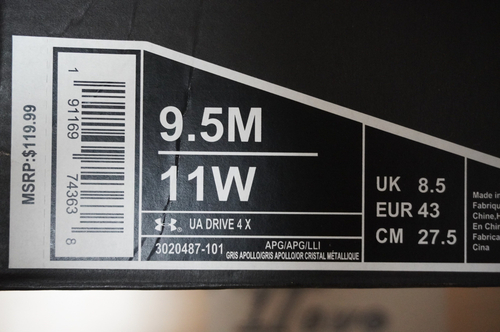 MSRP:$119.99
1 91169 74363 8
9.5M
11W
UA DRIVE 4 X
3020487-101
APG/APG/LLI
GRIS APOLLO/GRIS APOLLO/OR CRISTAL MÉTALLIQUE
UK 8.5
EUR 43
CM 27.5
Made in
Fabriqu
Chine,H
En Chin
Fabrica
Cina